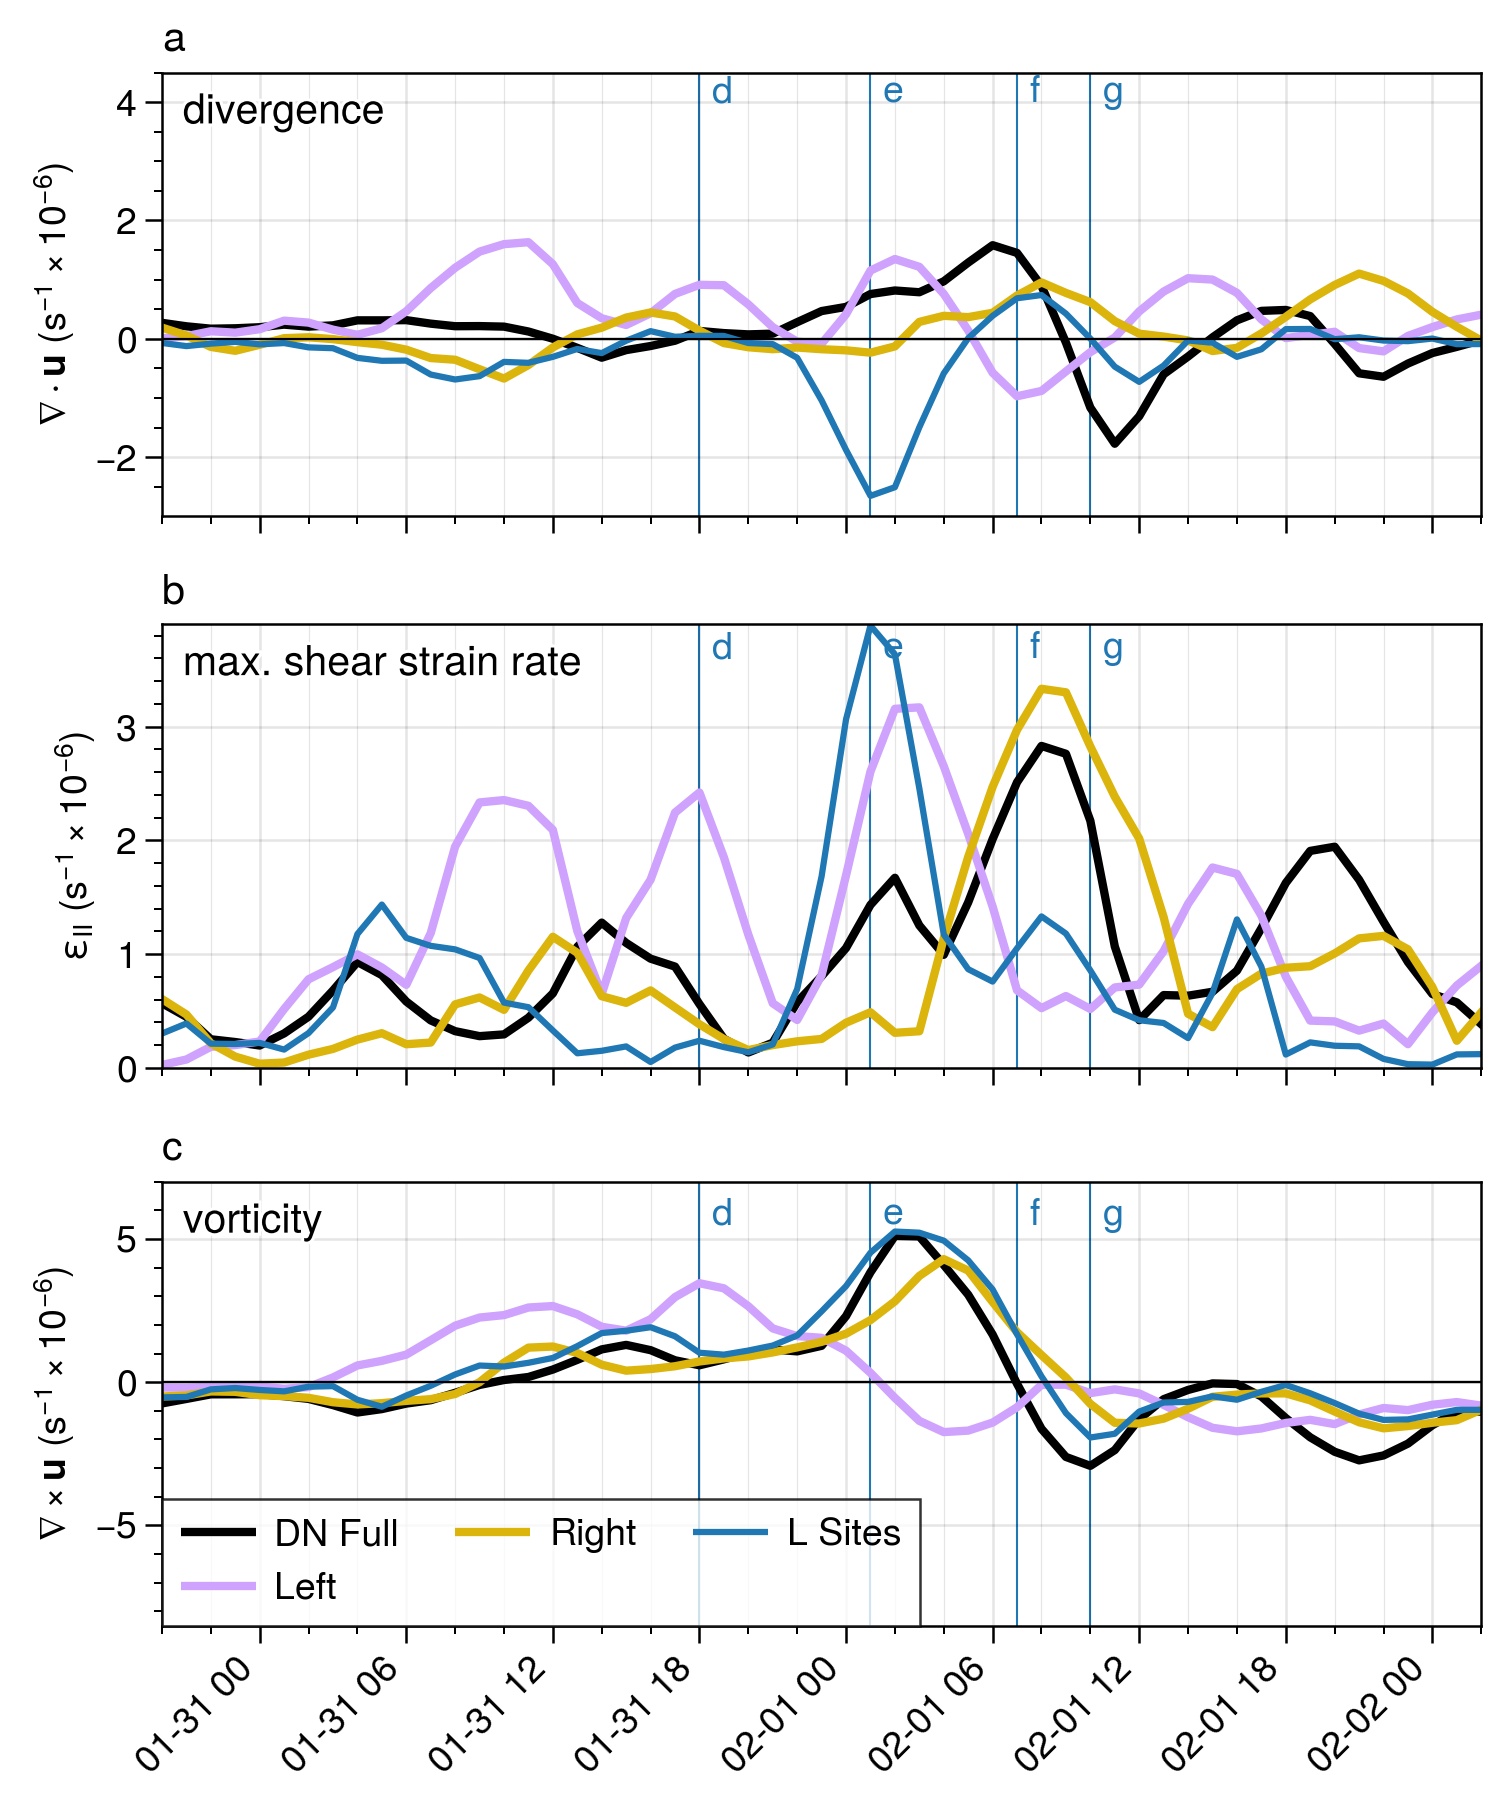 a
divergence
d e f g
4
2
0
−2
∇ · u (s⁻¹ × 10⁻⁶)
b
max. shear strain rate
d e f g
3
2
1
0
ε_II (s⁻¹ × 10⁻⁶)
c
vorticity
d e f g
5
0
−5
∇ × u (s⁻¹ × 10⁻⁶)
DN Full Right L Sites
Left
01-31 00 01-31 06 01-31 12 01-31 18 02-01 00 02-01 06 02-01 12 02-01 18 02-02 00